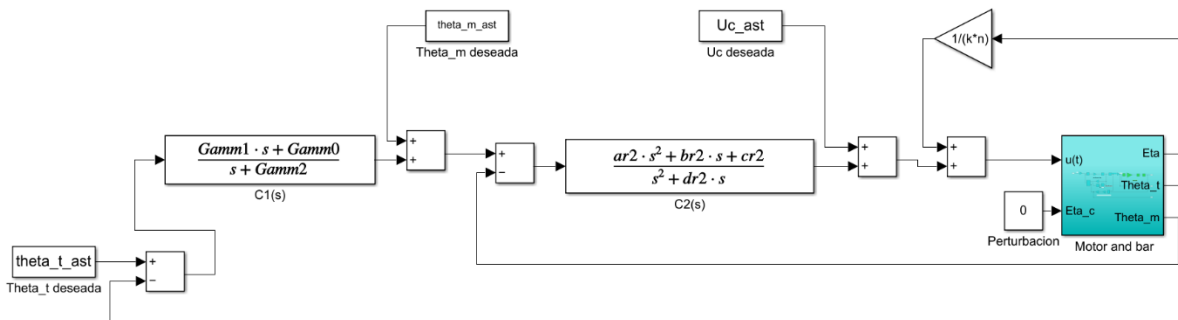 theta_m_ast
Theta_m deseada
Uc_ast
Uc deseada
1/(k*n)
Gamm1 · s + Gamm0
s + Gamm2
C1(s)
+
+
+
−
ar2 · s² + br2 · s + cr2
s² + dr2 · s
C2(s)
+
+
+
+
u(t)
Eta
Theta_t
Eta_c
Theta_m
Motor and bar
0
Perturbacion
theta_t_ast
Theta_t deseada
+
−